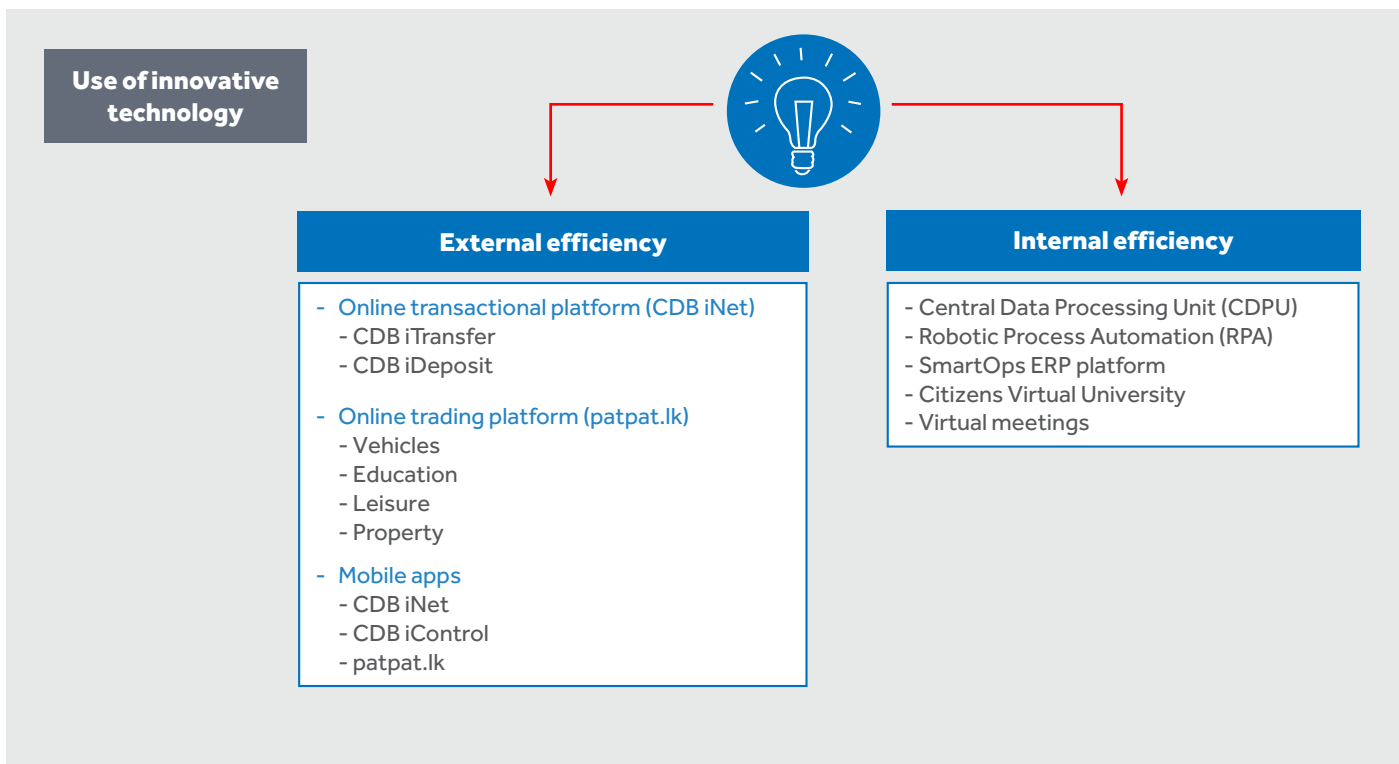 Use of innovative
technology
External efficiency
- Online transactional platform (CDB iNet)
- CDB iTransfer
- CDB iDeposit
- Online trading platform (patpat.lk)
- Vehicles
- Education
- Leisure
- Property
- Mobile apps
- CDB iNet
- CDB iControl
- patpat.lk
Internal efficiency
- Central Data Processing Unit (CDPU)
- Robotic Process Automation (RPA)
- SmartOps ERP platform
- Citizens Virtual University
- Virtual meetings